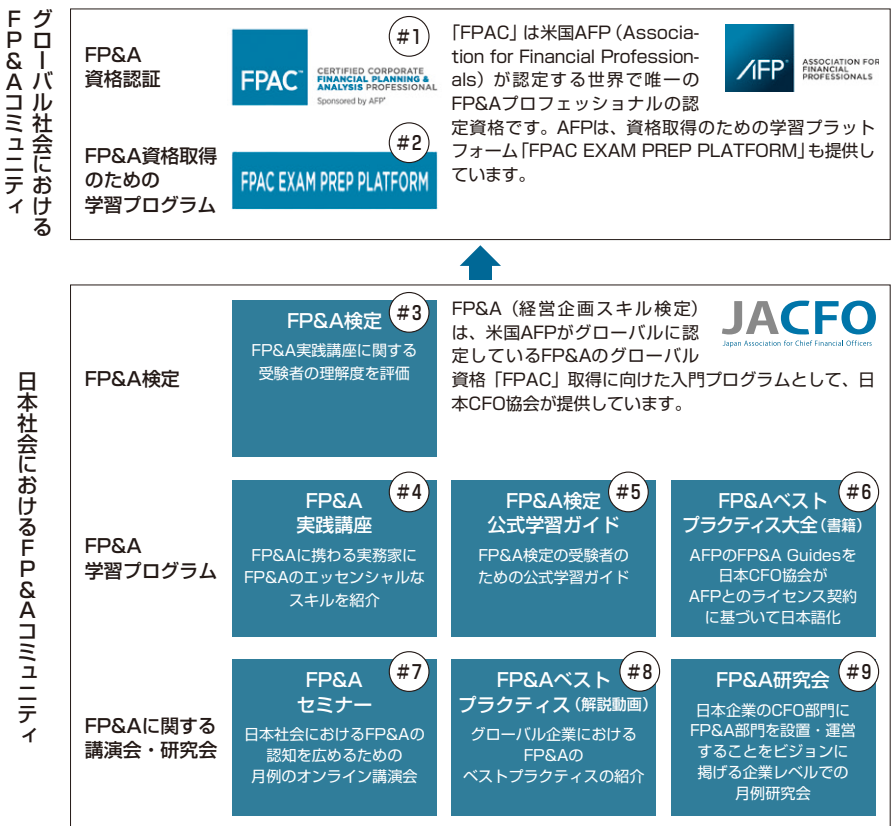 グローバル社会における
FP&Aコミュニティ
FP&A
資格認証
#1
FPAC™
CERTIFIED CORPORATE
FINANCIAL PLANNING &
ANALYSIS PROFESSIONAL
Sponsored by AFP®
「FPAC」は米国AFP（Associa-
tion for Financial Profession-
als）が認定する世界で唯一の
FP&Aプロフェッショナルの認
定資格です。AFPは、資格取得のための学習プラット
フォーム「FPAC EXAM PREP PLATFORM」も提供し
ています。
AFP
ASSOCIATION FOR
FINANCIAL
PROFESSIONALS
FP&A資格取得
のための
学習プログラム
#2
FPAC EXAM PREP PLATFORM
日本社会におけるFP&Aコミュニティ
FP&A検定
#3
FP&A検定
FP&A実践講座に関する
受験者の理解度を評価
FP&A（経営企画スキル検定）
は、米国AFPがグローバルに認
定しているFP&Aのグローバル
資格「FPAC」取得に向けた入門プログラムとして、日
本CFO協会が提供しています。
JACFO
Japan Association for Chief Financial Officers
FP&A
学習プログラム
#4
FP&A
実践講座
FP&Aに携わる実務家に
FP&Aのエッセンシャルな
スキルを紹介
#5
FP&A検定
公式学習ガイド
FP&A検定の受験者の
ための公式学習ガイド
#6
FP&Aベスト
プラクティス大全（書籍）
AFPのFP&A Guidesを
日本CFO協会が
AFPとのライセンス契約
に基づいて日本語化
FP&Aに関する
講演会・研究会
#7
FP&A
セミナー
日本社会におけるFP&Aの
認知を広めるための
月例のオンライン講演会
#8
FP&Aベスト
プラクティス（解説動画）
グローバル企業における
FP&Aの
ベストプラクティスの紹介
#9
FP&A研究会
日本企業のCFO部門に
FP&A部門を設置・運営
することをビジョンに
掲げる企業レベルでの
月例研究会